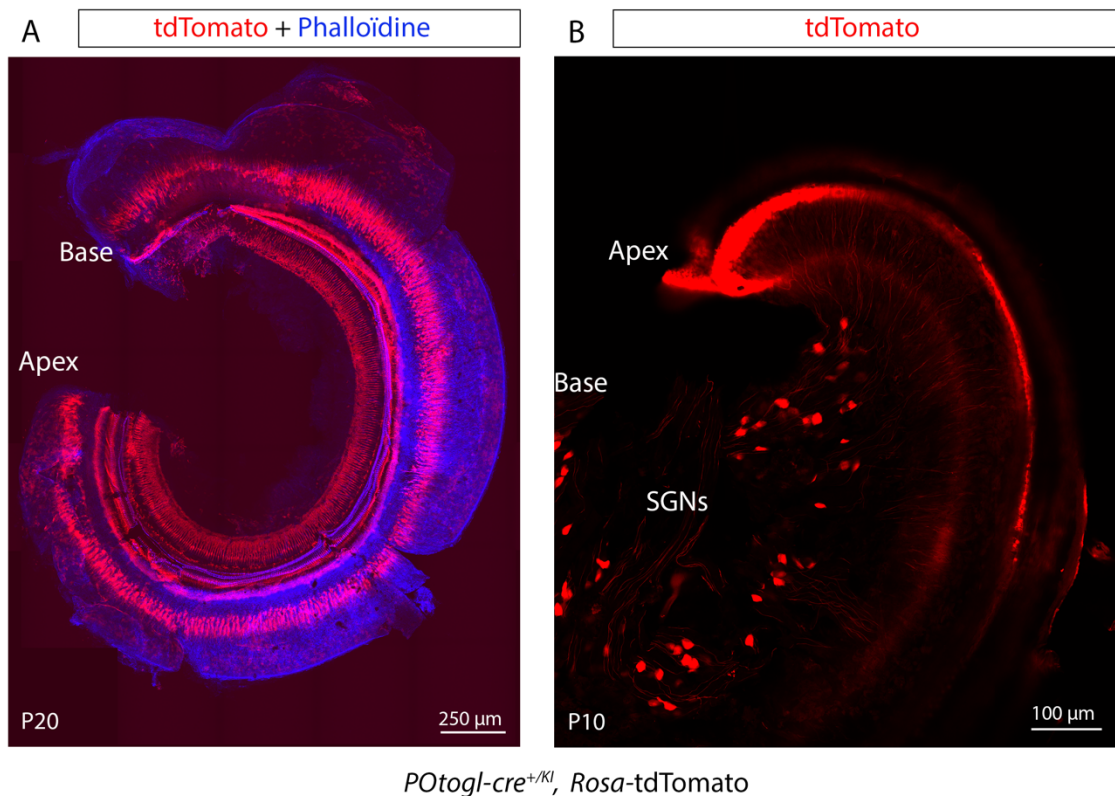 A
tdTomato + Phalloïdine
Base
Apex
P20
250 µm
B
tdTomato
Apex
Base
SGNs
P10
100 µm
POtogl-cre+/KI, Rosa-tdTomato